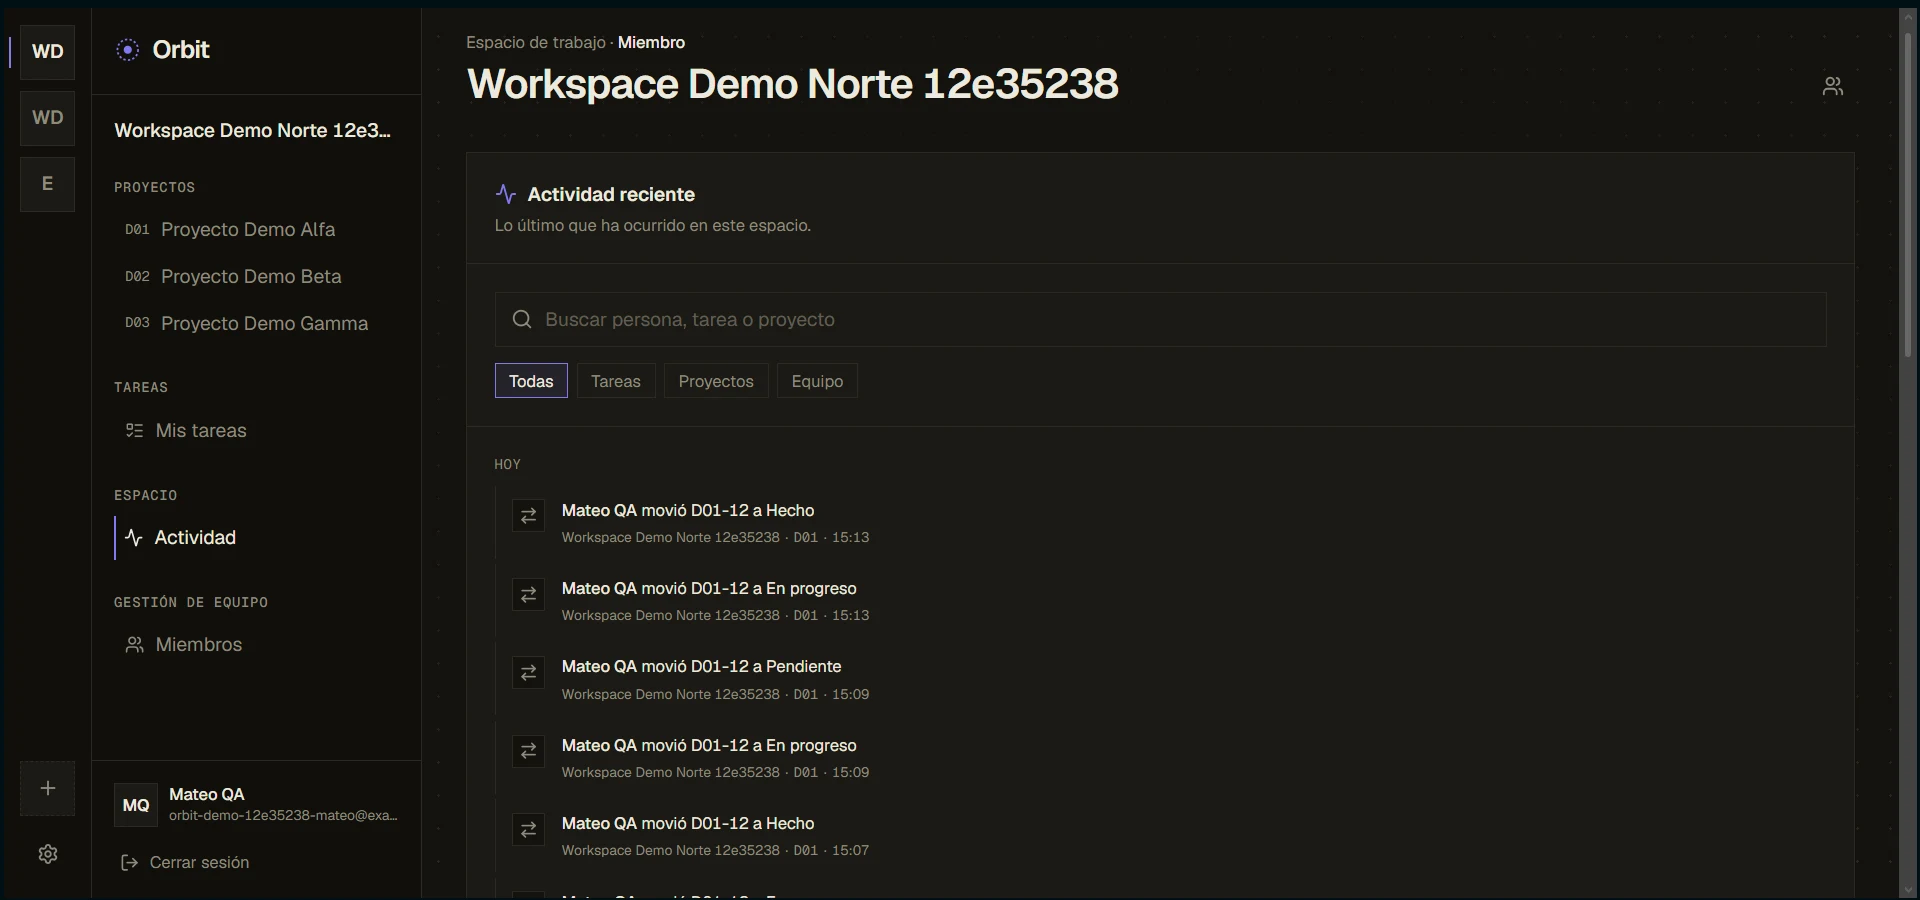 WD
WD
E
Orbit
Workspace Demo Norte 12e3...
PROYECTOS
D01 Proyecto Demo Alfa
D02 Proyecto Demo Beta
D03 Proyecto Demo Gamma
TAREAS
Mis tareas
ESPACIO
Actividad
GESTIÓN DE EQUIPO
Miembros
MQ
Mateo QA
orbit-demo-12e35238-mateo@exa...
Cerrar sesión
Espacio de trabajo · Miembro
Workspace Demo Norte 12e35238
Actividad reciente
Lo último que ha ocurrido en este espacio.
Buscar persona, tarea o proyecto
Todas Tareas Proyectos Equipo
HOY
Mateo QA movió D01-12 a Hecho
Workspace Demo Norte 12e35238 · D01 · 15:13
Mateo QA movió D01-12 a En progreso
Workspace Demo Norte 12e35238 · D01 · 15:13
Mateo QA movió D01-12 a Pendiente
Workspace Demo Norte 12e35238 · D01 · 15:09
Mateo QA movió D01-12 a En progreso
Workspace Demo Norte 12e35238 · D01 · 15:09
Mateo QA movió D01-12 a Hecho
Workspace Demo Norte 12e35238 · D01 · 15:07